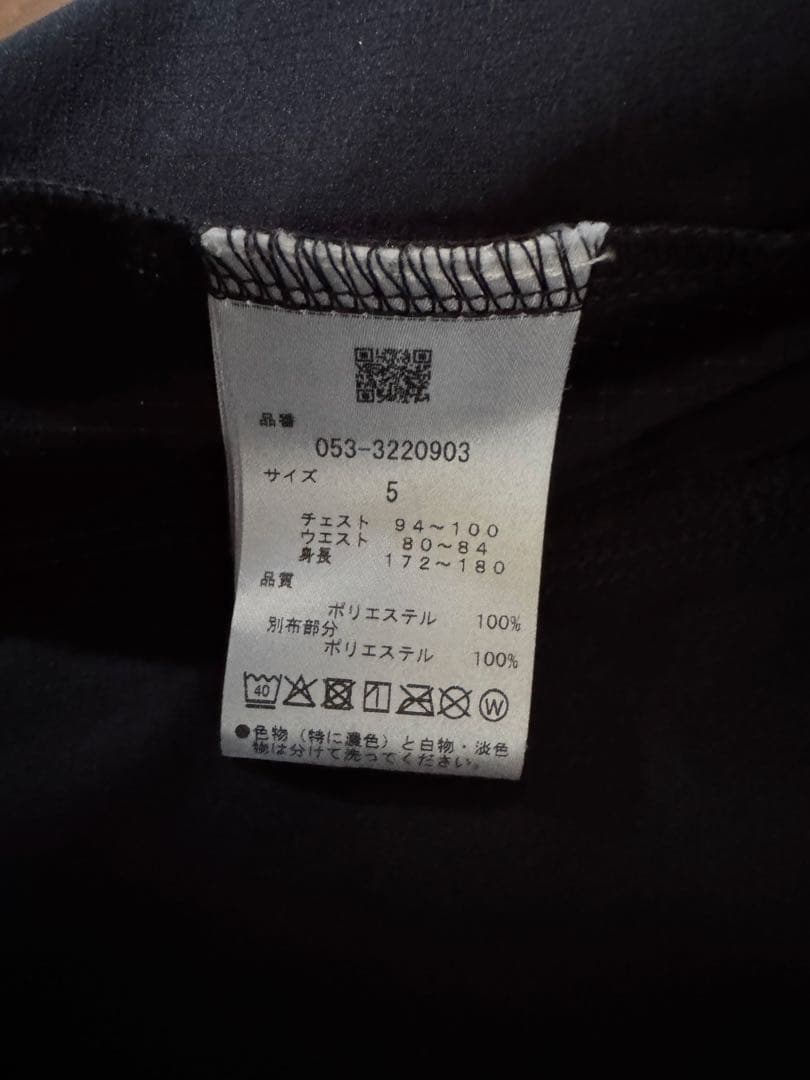 品番
053-3220903
サイズ
5
チェスト 94～100
ウエスト 80～84
身長 172～180
品質
ポリエステル 100%
別布部分
ポリエステル 100%
40 W
●色物（特に濃色）と白物・淡色
物は分けて洗ってください。